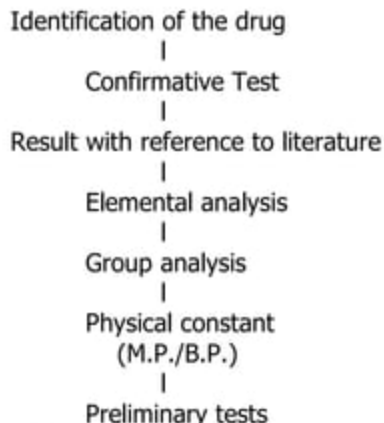 Identification of the drug
Confirmative Test
Result with reference to literature
Elemental analysis
Group analysis
Physical constant
(M.P./B.P.)
Preliminary tests